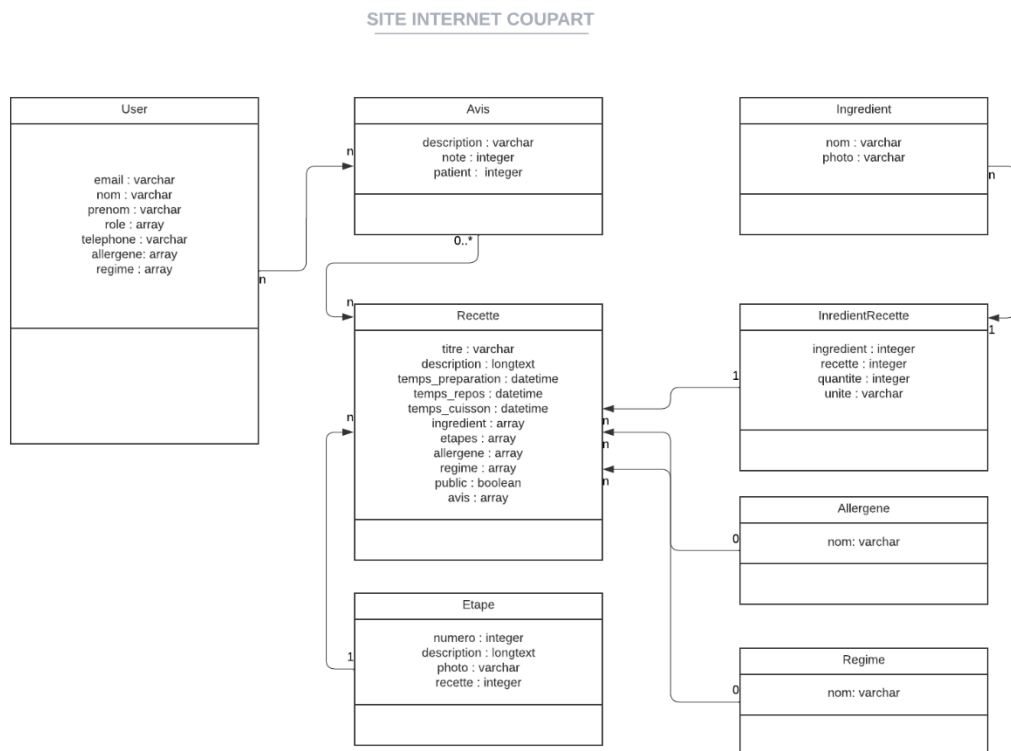 SITE INTERNET COUPART
User
email : varchar
nom : varchar
prenom : varchar
role : array
telephone : varchar
allergene: array
regime : array
n
Avis
description : varchar
note : integer
patient : integer
n
0..*
Ingredient
nom : varchar
photo : varchar
n
Recette
titre : varchar
description : longtext
temps_preparation : datetime
temps_repos : datetime
temps_cuisson : datetime
ingredient : array
etapes : array
allergene : array
regime : array
public : boolean
avis : array
n
n
n
n
n
InredientRecette
ingredient : integer
recette : integer
quantite : integer
unite : varchar
1
1
Allergene
nom: varchar
0
Etape
numero : integer
description : longtext
photo : varchar
recette : integer
1
Regime
nom: varchar
0